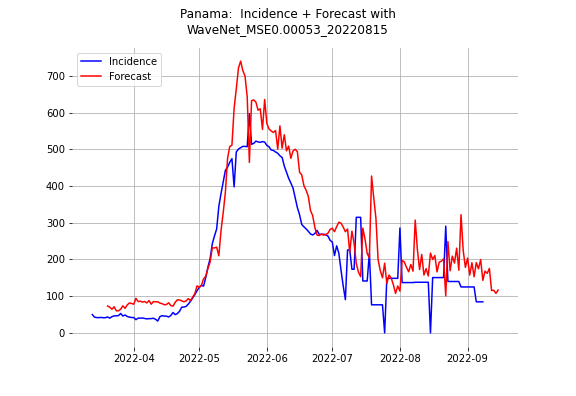 Panama:  Incidence + Forecast with
WaveNet_MSE0.00053_20220815
Incidence
Forecast
700
600
500
400
300
200
100
0
2022-04 2022-05 2022-06 2022-07 2022-08 2022-09